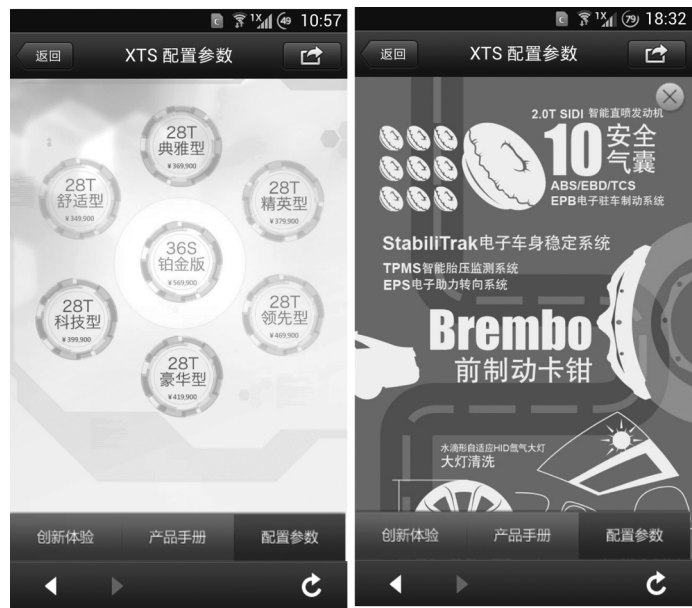 1X 49 10:57
返回
XTS 配置参数
28T
典雅型
¥369,900
28T
舒适型
¥349,900
28T
精英型
¥379,900
36S
铂金版
¥569,900
28T
科技型
¥399,900
28T
领先型
¥469,900
28T
豪华型
¥419,900
创新体验
产品手册
配置参数
1X 79 18:32
返回
XTS 配置参数
2.0T SIDI 智能直喷发动机
10 安全
气囊
ABS/EBD/TCS
EPB电子驻车制动系统
StabiliTrak电子车身稳定系统
TPMS智能胎压监测系统
EPS电子助力转向系统
Brembo
前制动卡钳
水滴形自适应HID氙气大灯
大灯清洗
创新体验
产品手册
配置参数